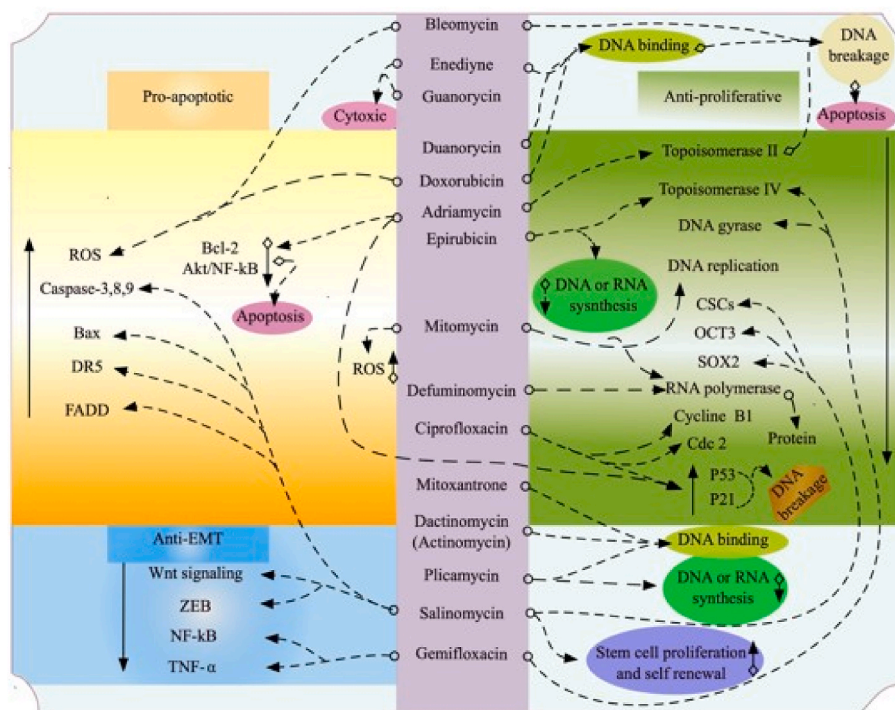 Bleomycin
Enediyne
Guanorycin
Duanorycin
Doxorubicin
Adriamycin
Epirubicin
Mitomycin
Defuminomycin
Ciprofloxacin
Mitoxantrone
Dactinomycin
(Actinomycin)
Plicamycin
Salinomycin
Gemifloxacin
Pro-apoptotic
Cytoxic
ROS
Caspase-3,8,9
Bax
DR5
FADD
Bcl-2
Akt/NF-kB
Apoptosis
ROS
Anti-EMT
Wnt signaling
ZEB
NF-kB
TNF-α
DNA binding
DNA
breakage
Apoptosis
Anti-proliferative
Topoisomerase II
Topoisomerase IV
DNA gyrase
DNA replication
DNA or RNA
sysnthesis
CSCs
OCT3
SOX2
RNA polymerase
Cycline B1
Cdc 2
Protein
P53
P21
DNA
breakage
DNA binding
DNA or RNA
synthesis
Stem cell proliferation
and self renewal